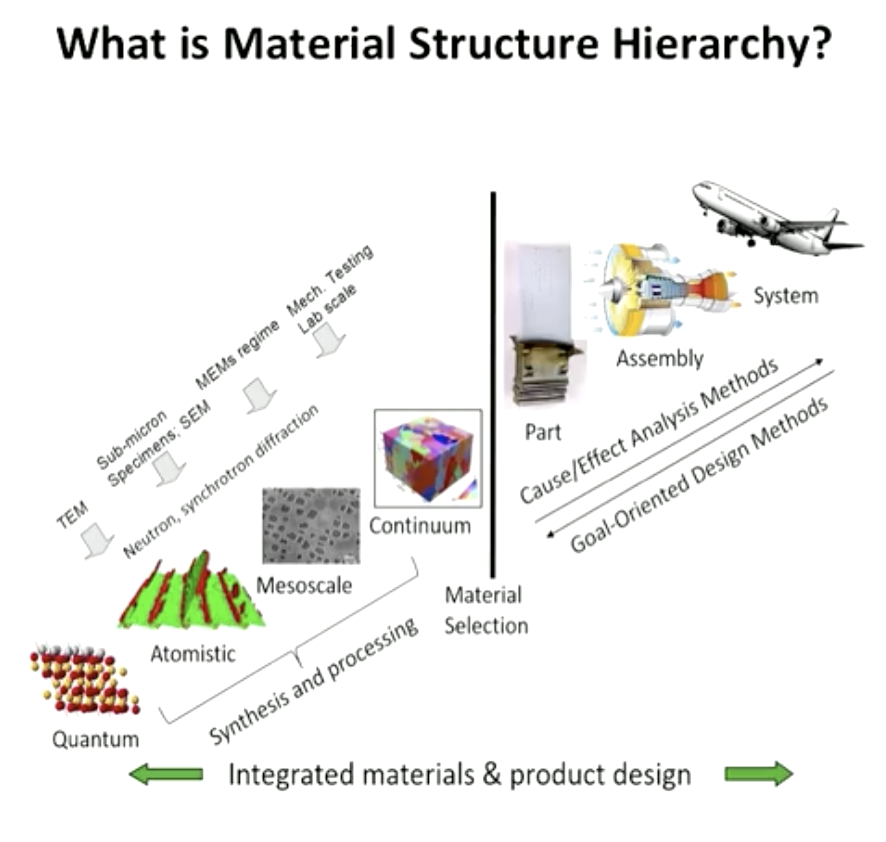 What is Material Structure Hierarchy?
Mech. Testing
Lab scale
MEMs regime
Sub-micron
Specimens; SEM
TEM
Neutron, synchrotron diffraction
System
Assembly
Part
Cause/Effect Analysis Methods
Goal-Oriented Design Methods
Continuum
Mesoscale
Atomistic
Quantum
Material
Selection
Synthesis and processing
Integrated materials & product design